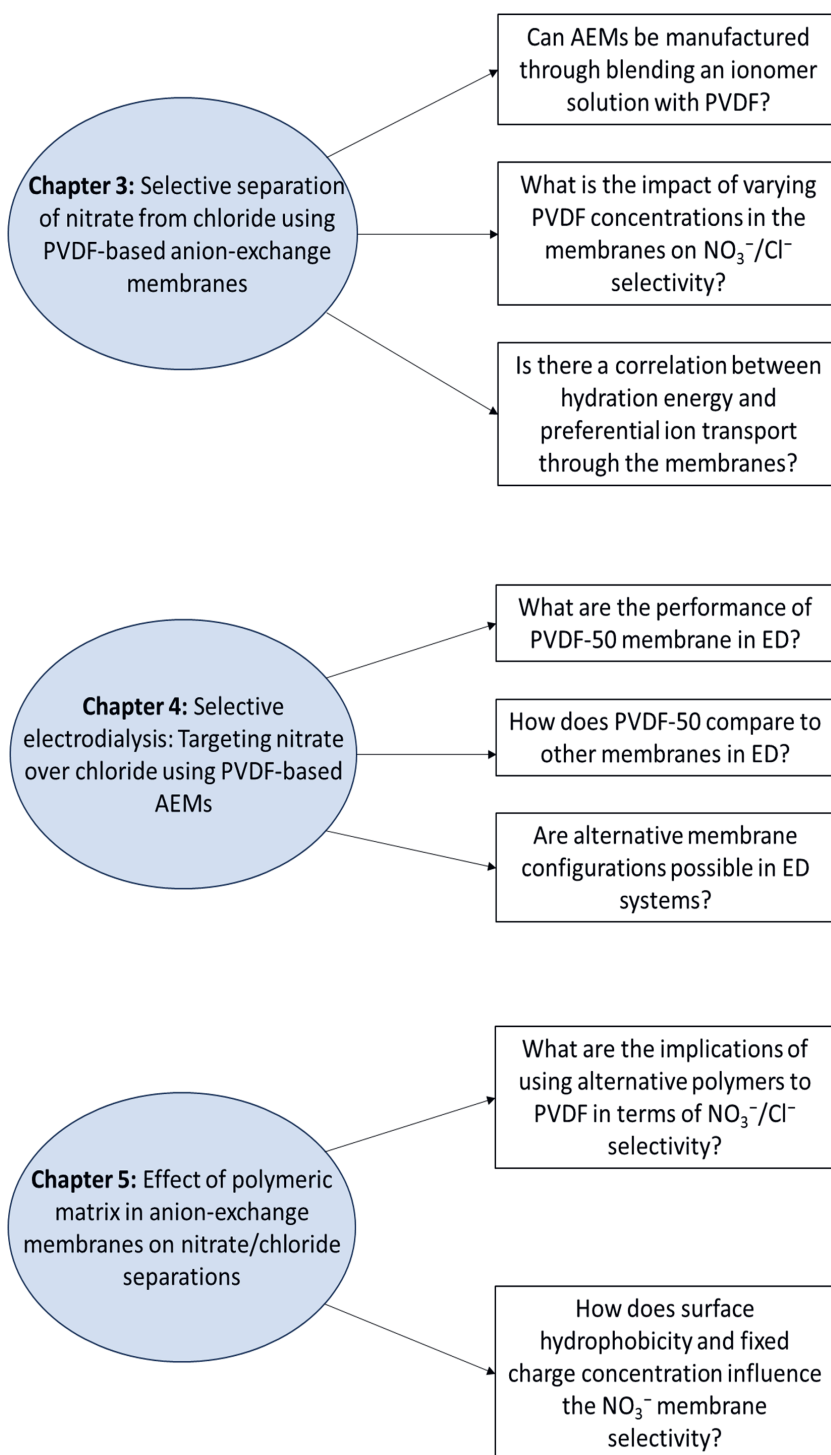 Chapter 3: Selective separation
of nitrate from chloride using
PVDF-based anion-exchange
membranes
Can AEMs be manufactured
through blending an ionomer
solution with PVDF?
What is the impact of varying
PVDF concentrations in the
membranes on NO₃⁻/Cl⁻
selectivity?
Is there a correlation between
hydration energy and
preferential ion transport
through the membranes?
Chapter 4: Selective
electrodialysis: Targeting nitrate
over chloride using PVDF-based
AEMs
What are the performance of
PVDF-50 membrane in ED?
How does PVDF-50 compare to
other membranes in ED?
Are alternative membrane
configurations possible in ED
systems?
Chapter 5: Effect of polymeric
matrix in anion-exchange
membranes on nitrate/chloride
separations
What are the implications of
using alternative polymers to
PVDF in terms of NO₃⁻/Cl⁻
selectivity?
How does surface
hydrophobicity and fixed
charge concentration influence
the NO₃⁻ membrane
selectivity?